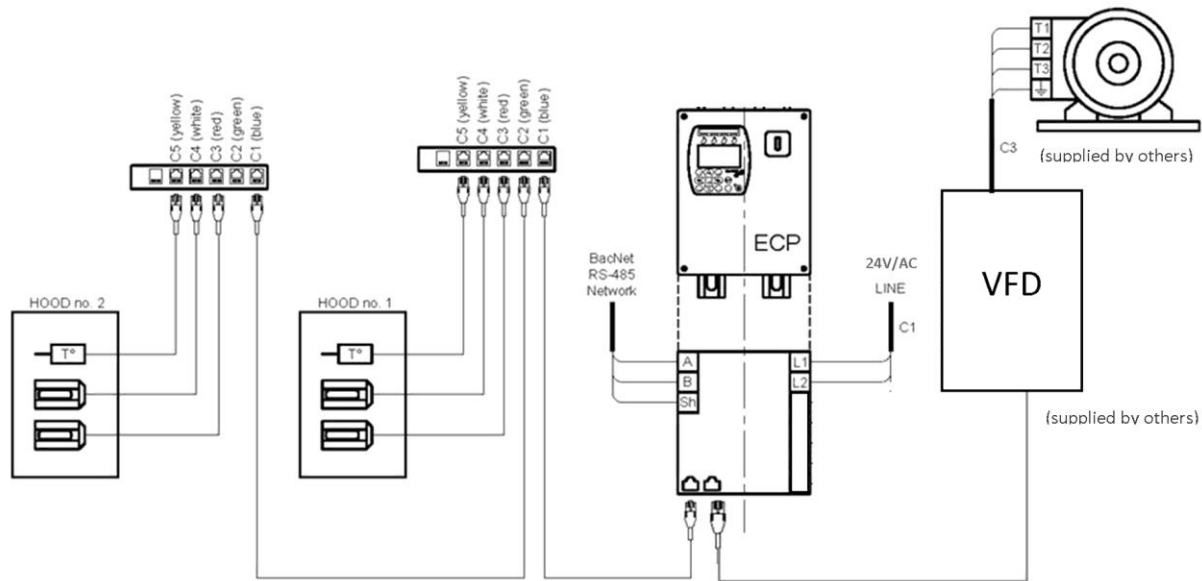 C5 (yellow)
C4 (white)
C3 (red)
C2 (green)
C1 (blue)
HOOD no. 2
T°
C5 (yellow)
C4 (white)
C3 (red)
C2 (green)
C1 (blue)
HOOD no. 1
T°
ECP
BacNet
RS-485
Network
A
B
Sh
24V/AC
LINE
C1
L1
L2
T1
T2
T3
C3
(supplied by others)
VFD
(supplied by others)